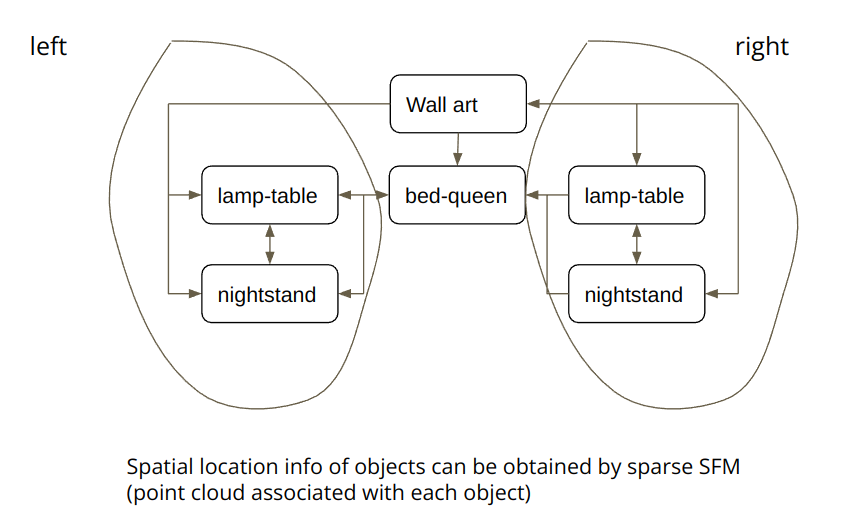 left
right
Wall art
lamp-table
bed-queen
lamp-table
nightstand
nightstand
Spatial location info of objects can be obtained by sparse SFM
(point cloud associated with each object)